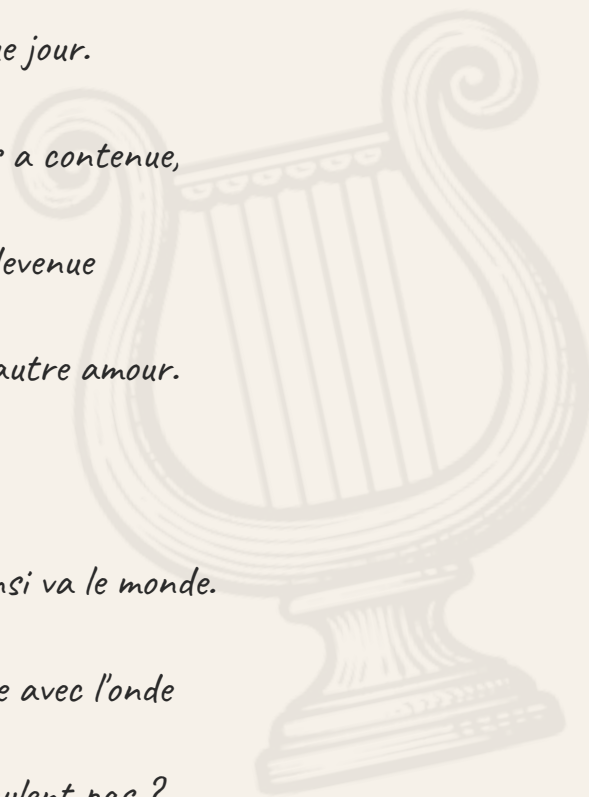 e jour.
a contenue,
devenue
autre amour.
nsi va le monde.
e avec l'onde
ulent pas ?